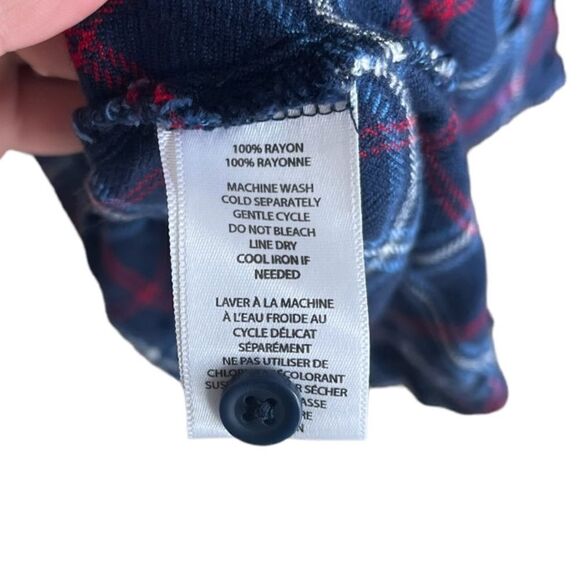 100% RAYON
100% RAYONNE
MACHINE WASH
COLD SEPARATELY
GENTLE CYCLE
DO NOT BLEACH
LINE DRY
COOL IRON IF
NEEDED
LAVER À LA MACHINE
À L'EAU FROIDE AU
CYCLE DÉLICAT
SÉPARÉMENT
NE PAS UTILISER DE
SÉCHER